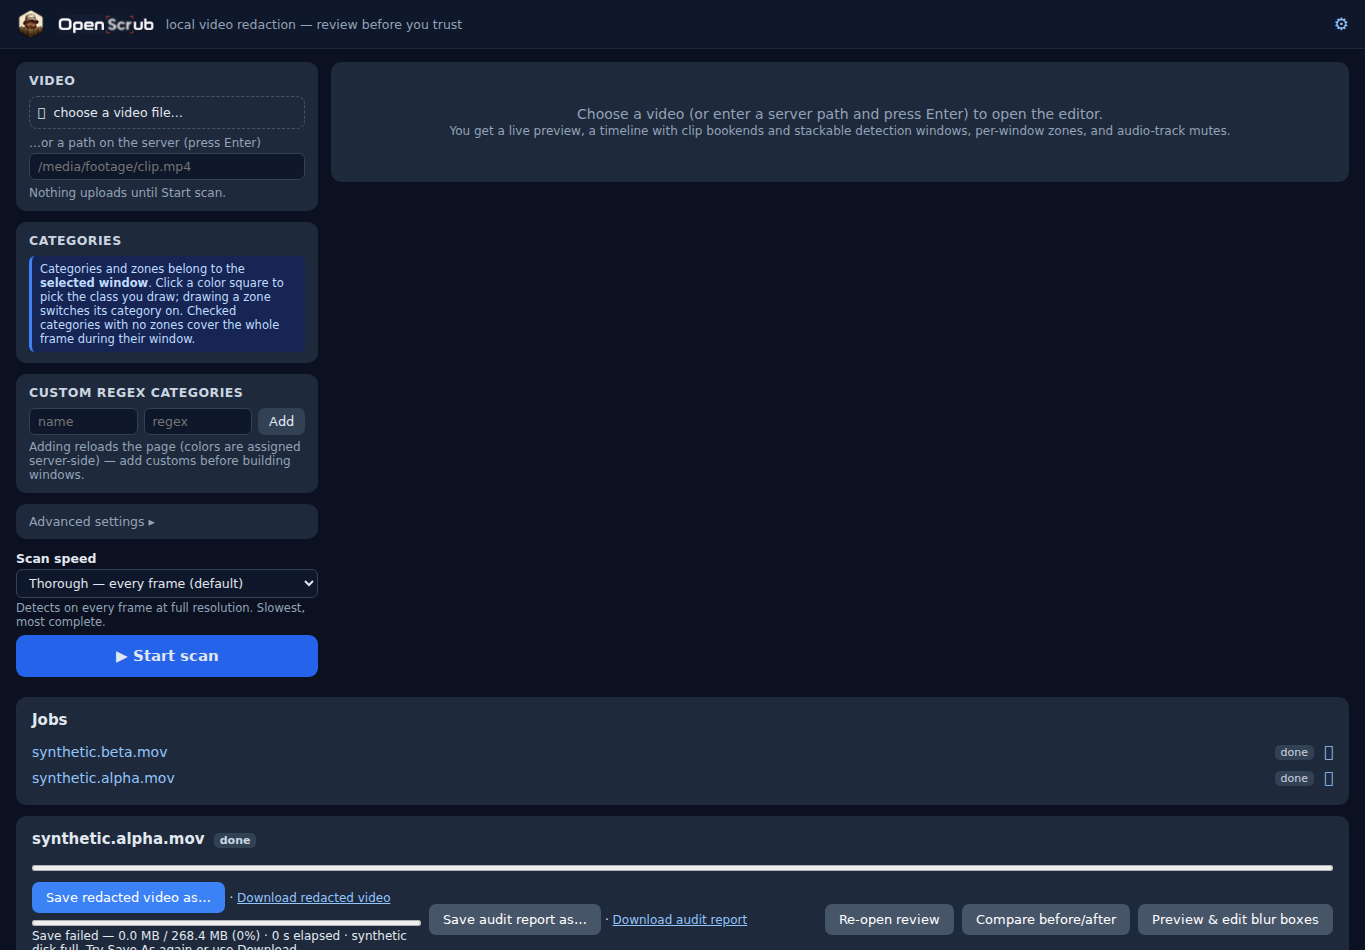 OpenScrub local video redaction — review before you trust
VIDEO
choose a video file...
...or a path on the server (press Enter)
/media/footage/clip.mp4
Nothing uploads until Start scan.
Choose a video (or enter a server path and press Enter) to open the editor.
You get a live preview, a timeline with clip bookends and stackable detection windows, per-window zones, and audio-track mutes.
CATEGORIES
Categories and zones belong to the
selected window. Click a color square to
pick the class you draw; drawing a zone
switches its category on. Checked
categories with no zones cover the whole
frame during their window.
CUSTOM REGEX CATEGORIES
name regex Add
Adding reloads the page (colors are assigned
server-side) — add customs before building
windows.
Advanced settings ▸
Scan speed
Thorough — every frame (default)
Detects on every frame at full resolution. Slowest,
most complete.
▶ Start scan
Jobs
synthetic.beta.mov done
synthetic.alpha.mov done
synthetic.alpha.mov done
Save redacted video as... · Download redacted video
Save audit report as... · Download audit report Re-open review Compare before/after Preview & edit blur boxes
Save failed — 0.0 MB / 268.4 MB (0%) · 0 s elapsed · synthetic
disk full. Try Save As again or use Download.